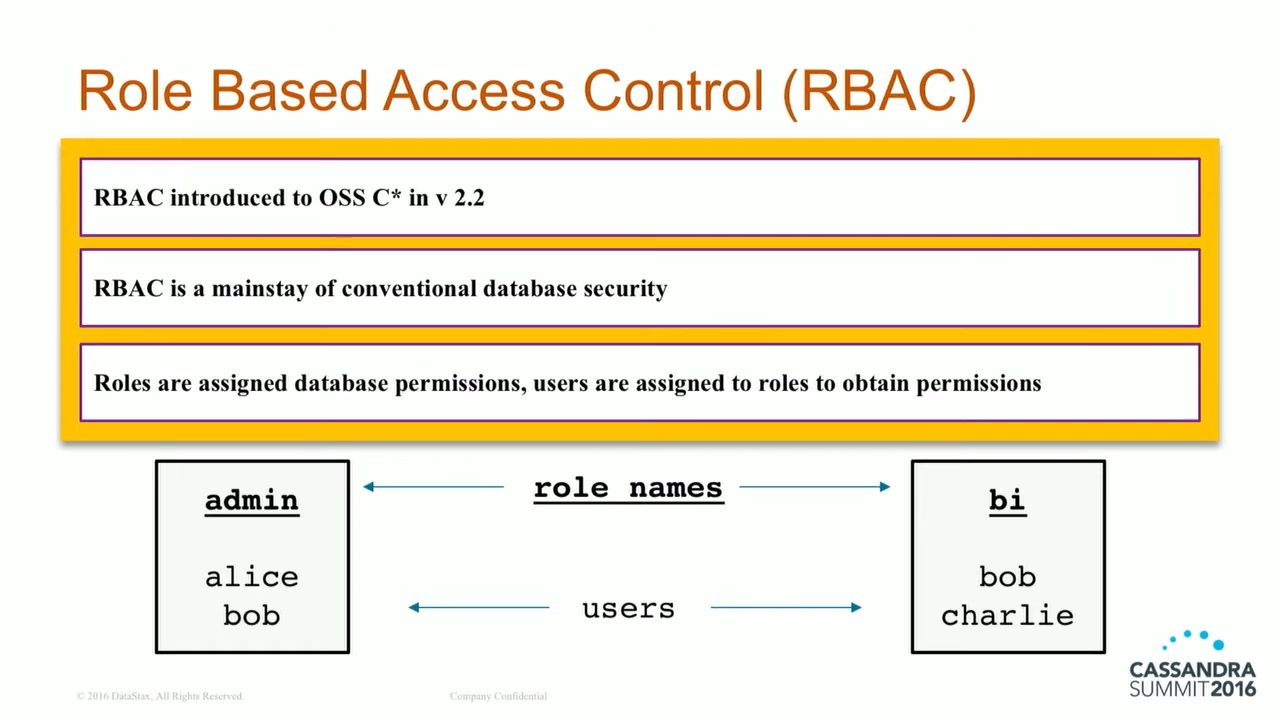 Role Based Access Control (RBAC)
RBAC introduced to OSS C* in v 2.2
RBAC is a mainstay of conventional database security
Roles are assigned database permissions, users are assigned to roles to obtain permissions
admin
alice
bob
role names
users
bi
bob
charlie
© 2016 DataStax, All Rights Reserved.
Company Confidential
CASSANDRA
SUMMIT2016